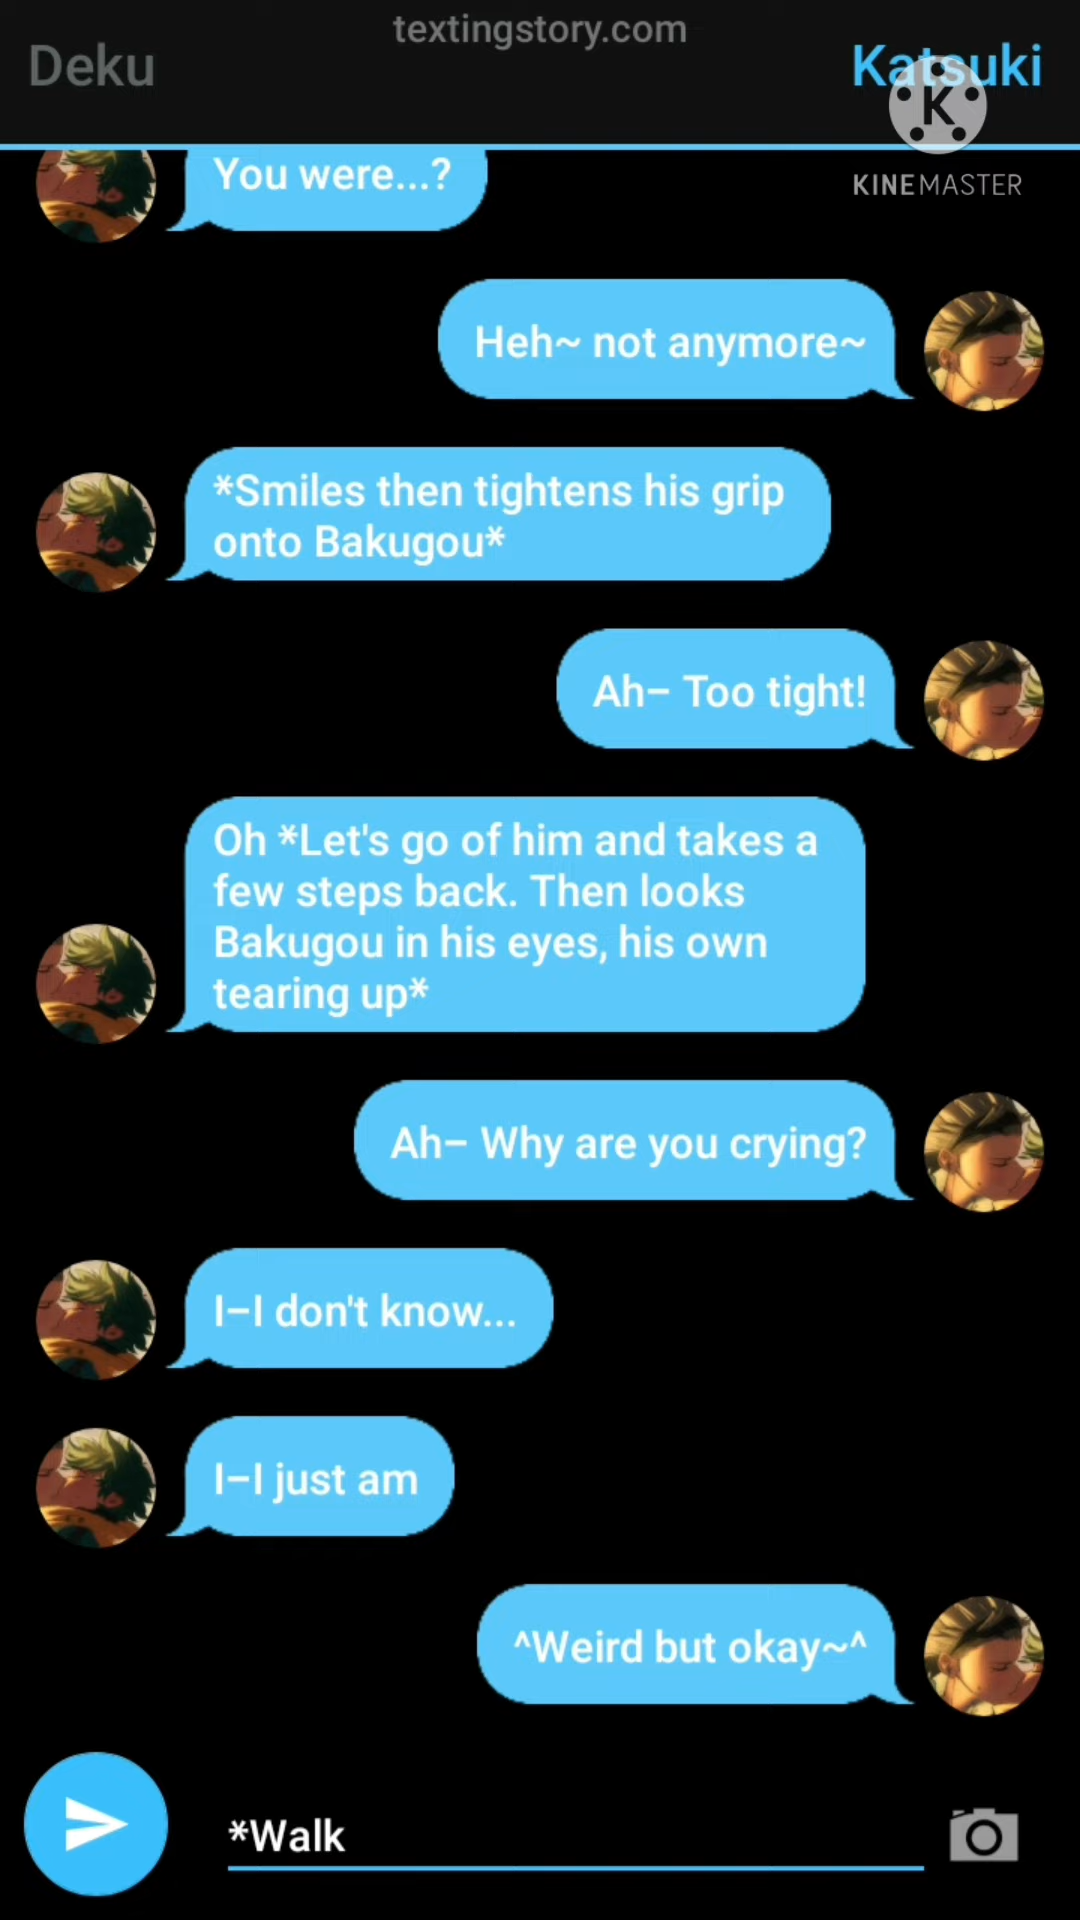 textingstory.com
Deku
Katsuki
K
KINEMASTER
You were...?
Heh~ not anymore~
*Smiles then tightens his grip
onto Bakugou*
Ah– Too tight!
Oh *Let's go of him and takes a
few steps back. Then looks
Bakugou in his eyes, his own
tearing up*
Ah– Why are you crying?
I–I don't know...
I–I just am
^Weird but okay~^
*Walk